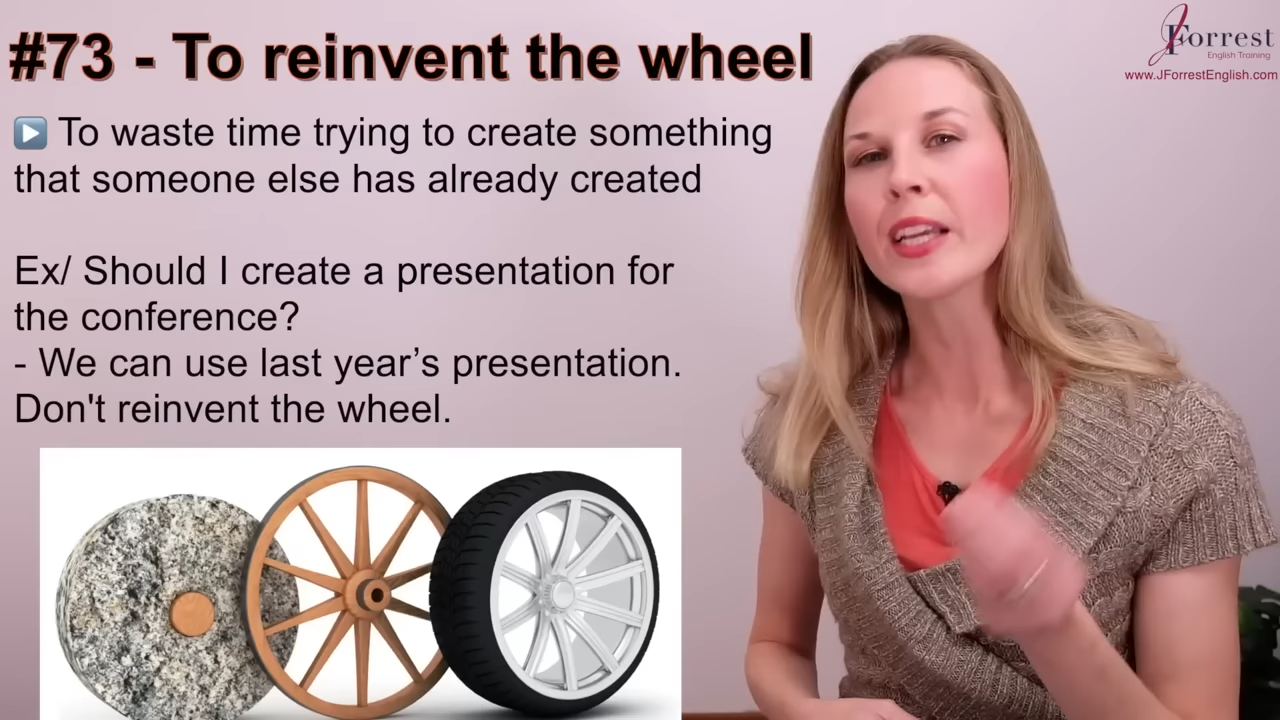 #73 - To reinvent the wheel
JForrest
English Training
www.JForrestEnglish.com
▶️ To waste time trying to create something
that someone else has already created
Ex/ Should I create a presentation for
the conference?
- We can use last year’s presentation.
Don't reinvent the wheel.